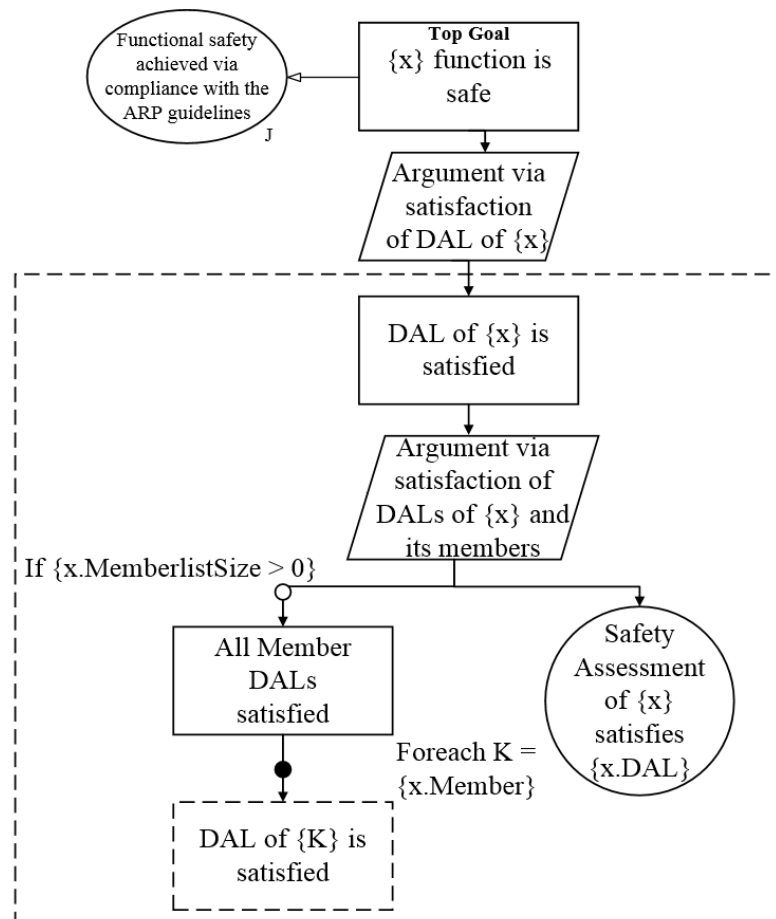 Functional safety
achieved via
compliance with the
ARP guidelines
J
Top Goal
{x} function is
safe
Argument via
satisfaction
of DAL of {x}
DAL of {x} is
satisfied
Argument via
satisfaction of
DALs of {x} and
its members
If {x.MemberlistSize > 0}
All Member
DALs
satisfied
Safety
Assessment
of {x}
satisfies
{x.DAL}
Foreach K =
{x.Member}
DAL of {K} is
satisfied